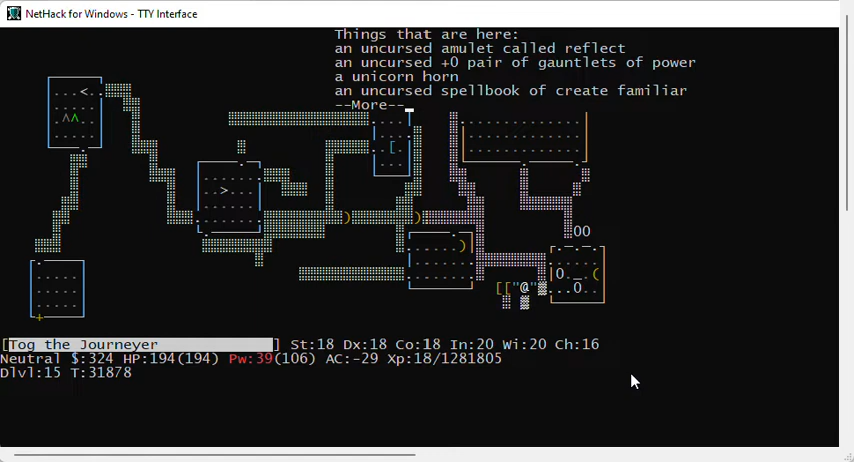 NetHack for Windows - TTY Interface
Things that are here:
an uncursed amulet called reflect
an uncursed +0 pair of gauntlets of power
a unicorn horn
an uncursed spellbook of create familiar
--More--
[Tog the Journeyer ] St:18 Dx:18 Co:18 In:20 Wi:20 Ch:16
Neutral $:324 HP:194(194) Pw:39(106) AC:-29 Xp:18/1281805
Dlvl:15 T:31878